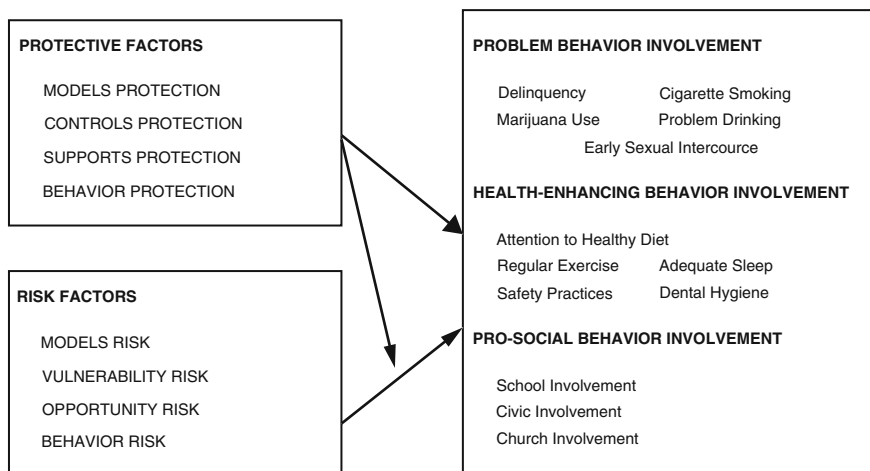 PROTECTIVE FACTORS
MODELS PROTECTION
CONTROLS PROTECTION
SUPPORTS PROTECTION
BEHAVIOR PROTECTION
RISK FACTORS
MODELS RISK
VULNERABILITY RISK
OPPORTUNITY RISK
BEHAVIOR RISK
PROBLEM BEHAVIOR INVOLVEMENT
Delinquency Cigarette Smoking
Marijuana Use Problem Drinking
Early Sexual Intercource
HEALTH-ENHANCING BEHAVIOR INVOLVEMENT
Attention to Healthy Diet
Regular Exercise Adequate Sleep
Safety Practices Dental Hygiene
PRO-SOCIAL BEHAVIOR INVOLVEMENT
School Involvement
Civic Involvement
Church Involvement